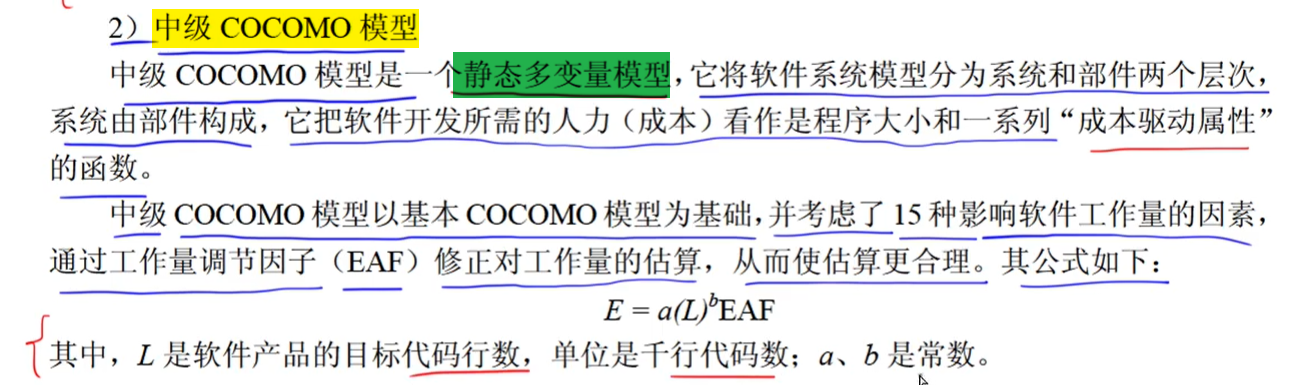 2）中级 COCOMO 模型
中级 COCOMO 模型是一个静态多变量模型，它将软件系统模型分为系统和部件两个层次，
系统由部件构成，它把软件开发所需的人力（成本）看作是程序大小和一系列“成本驱动属性”
的函数。
中级 COCOMO 模型以基本 COCOMO 模型为基础，并考虑了 15 种影响软件工作量的因素，
通过工作量调节因子（EAF）修正对工作量的估算，从而使估算更合理。其公式如下：
E = a(L)^b EAF
其中，L 是软件产品的目标代码行数，单位是千行代码数；a、b 是常数。